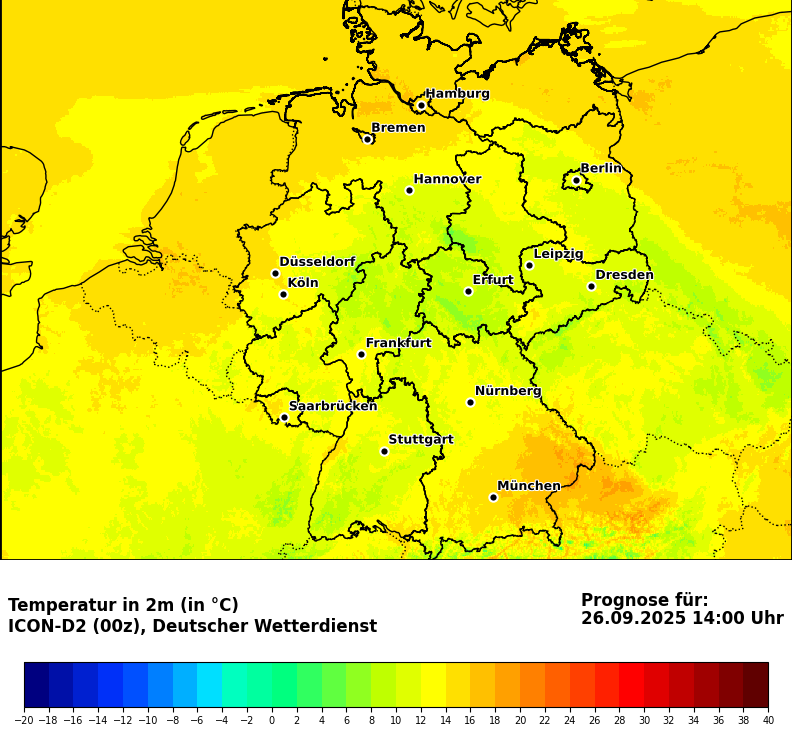 Hamburg
Bremen
Berlin
Hannover
Leipzig
Düsseldorf
Dresden
Köln
Erfurt
Frankfurt
Nürnberg
Saarbrücken
Stuttgart
München
Temperatur in 2m (in °C)
ICON-D2 (00z), Deutscher Wetterdienst
Prognose für:
26.09.2025 14:00 Uhr
−20 −18 −16 −14 −12 −10 −8 −6 −4 −2 0 2 4 6 8 10 12 14 16 18 20 22 24 26 28 30 32 34 36 38 40